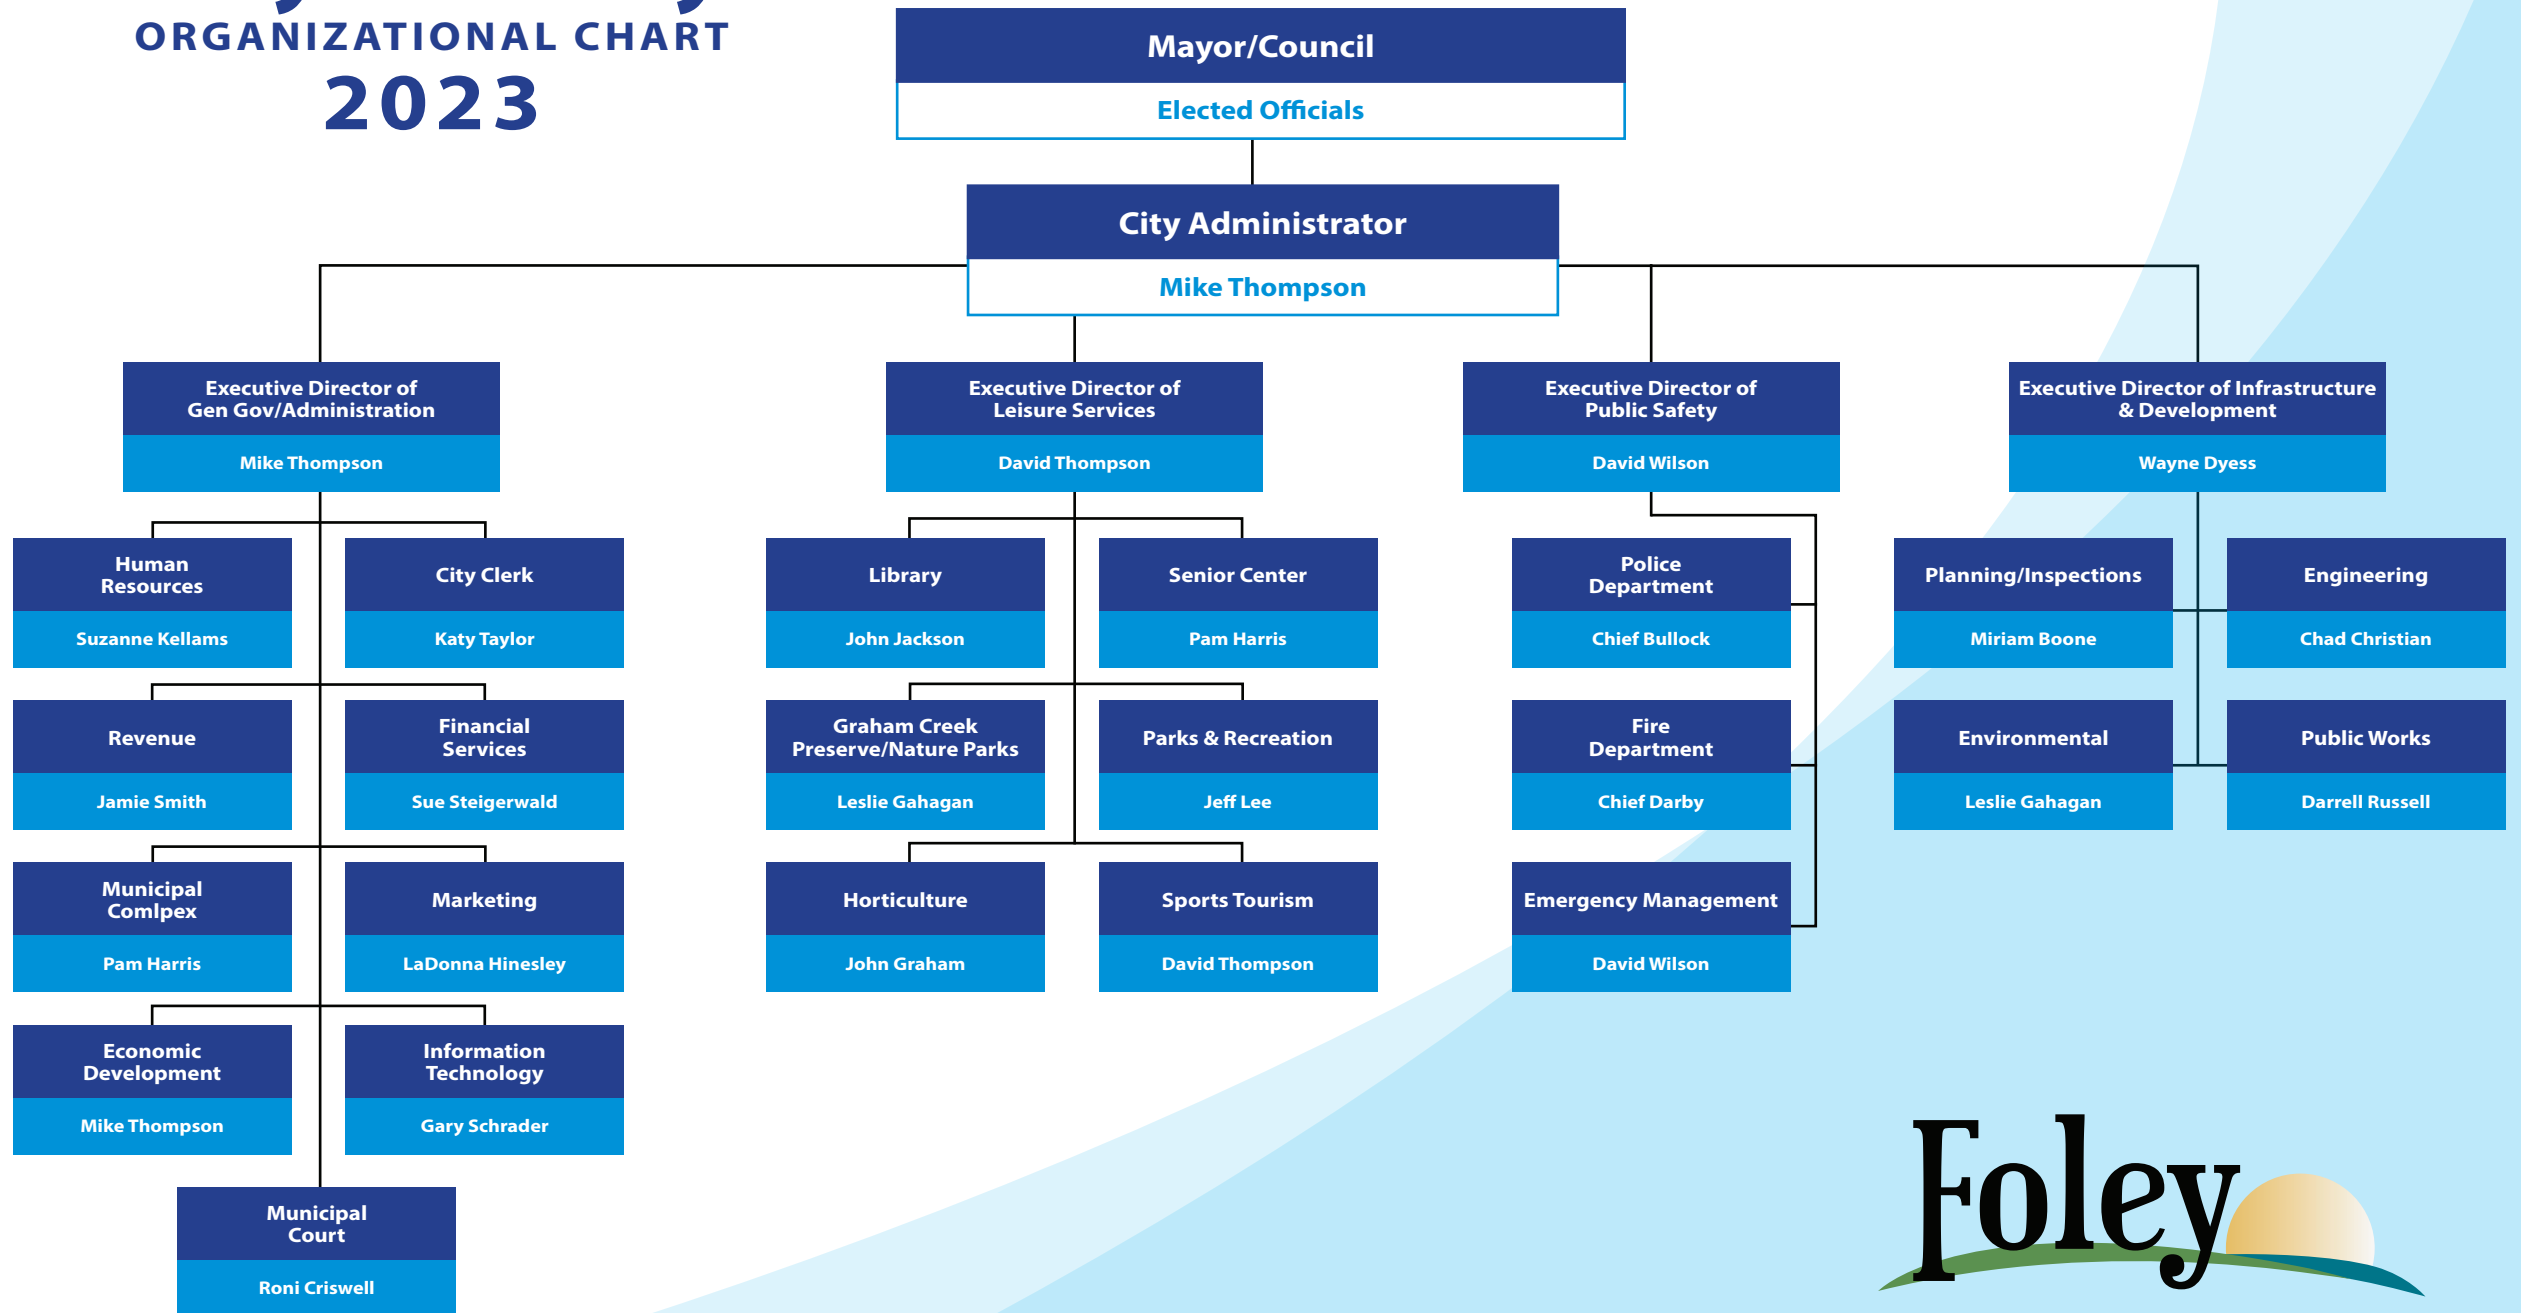 ORGANIZATIONAL CHART
2023
Mayor/Council
Elected Officials
City Administrator
Mike Thompson
Executive Director of
Gen Gov/Administration
Mike Thompson
Executive Director of
Leisure Services
David Thompson
Executive Director of
Public Safety
David Wilson
Executive Director of Infrastructure
& Development
Wayne Dyess
Human
Resources
Suzanne Kellams
City Clerk
Katy Taylor
Revenue
Jamie Smith
Financial
Services
Sue Steigerwald
Municipal
Comlpex
Pam Harris
Marketing
LaDonna Hinesley
Economic
Development
Mike Thompson
Information
Technology
Gary Schrader
Municipal
Court
Roni Criswell
Library
John Jackson
Senior Center
Pam Harris
Graham Creek
Preserve/Nature Parks
Leslie Gahagan
Parks & Recreation
Jeff Lee
Horticulture
John Graham
Sports Tourism
David Thompson
Police
Department
Chief Bullock
Fire
Department
Chief Darby
Emergency Management
David Wilson
Planning/Inspections
Miriam Boone
Engineering
Chad Christian
Environmental
Leslie Gahagan
Public Works
Darrell Russell
Foley